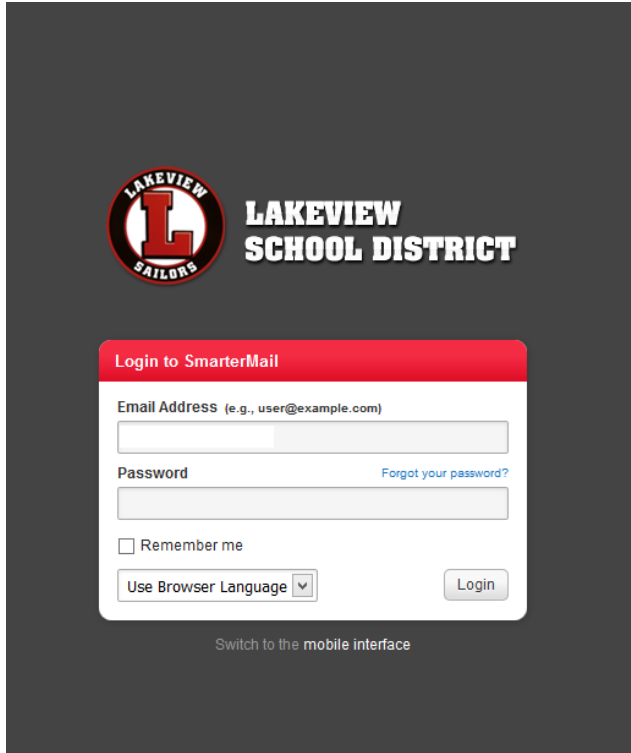 LAKEVIEW
L
SAILORS
LAKEVIEW
SCHOOL DISTRICT
Login to SmarterMail
Email Address (e.g., user@example.com)
Password Forgot your password?
Remember me
Use Browser Language Login
Switch to the mobile interface